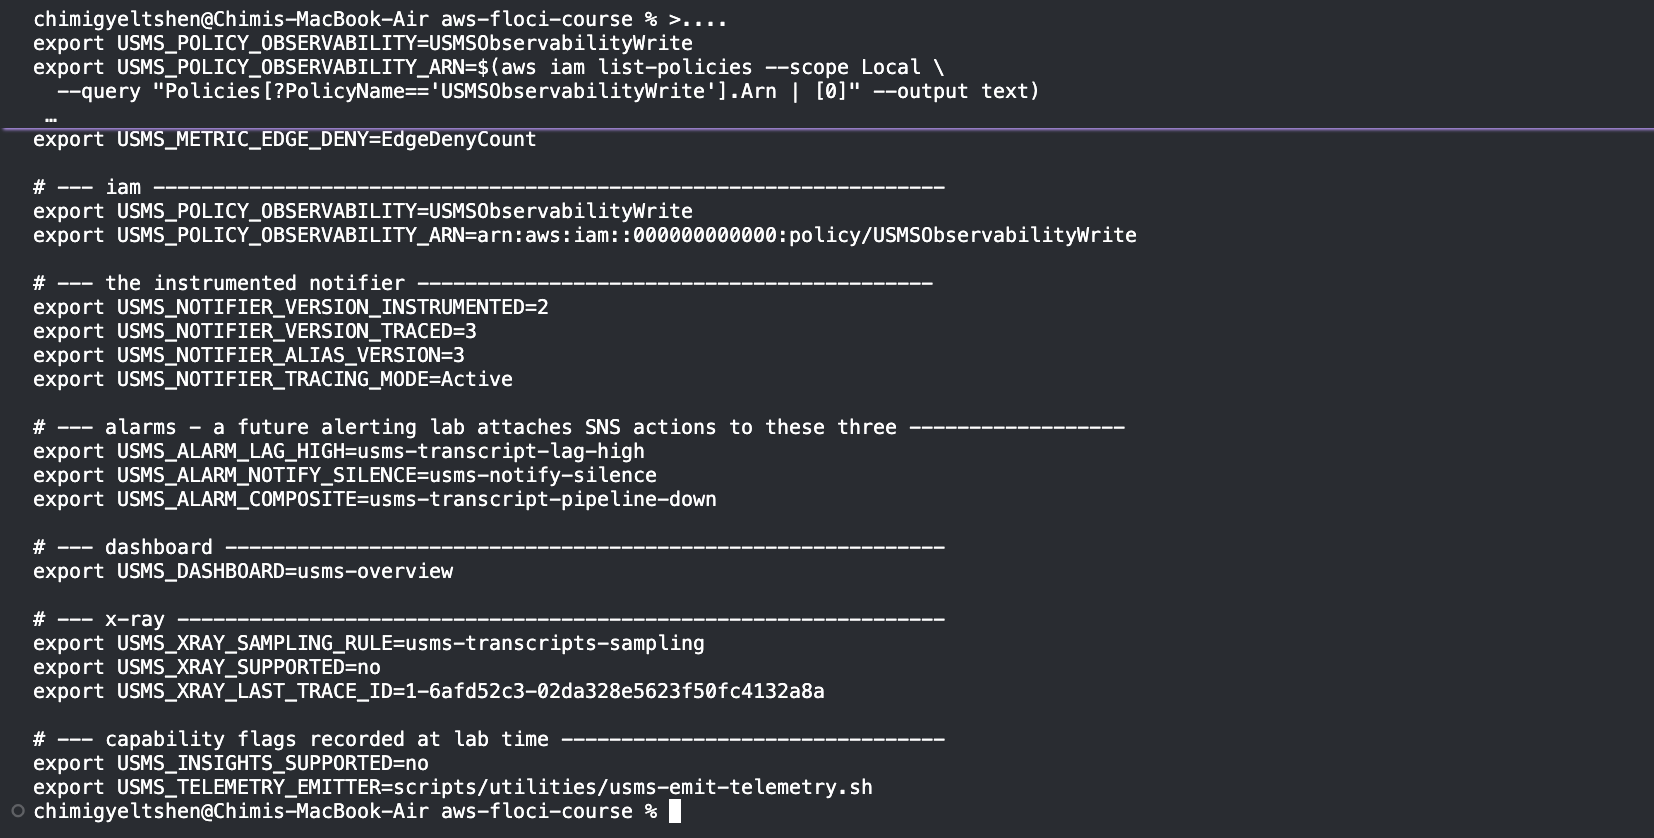 chimigyeltshen@Chimis-MacBook-Air aws-floci-course % >....
export USMS_POLICY_OBSERVABILITY=USMSObservabilityWrite
export USMS_POLICY_OBSERVABILITY_ARN=$(aws iam list-policies --scope Local \
  --query "Policies[?PolicyName=='USMSObservabilityWrite'].Arn | [0]" --output text)
 …
export USMS_METRIC_EDGE_DENY=EdgeDenyCount
# --- iam ------------------------------------------------------------------
export USMS_POLICY_OBSERVABILITY=USMSObservabilityWrite
export USMS_POLICY_OBSERVABILITY_ARN=arn:aws:iam::000000000000:policy/USMSObservabilityWrite
# --- the instrumented notifier -------------------------------------------
export USMS_NOTIFIER_VERSION_INSTRUMENTED=2
export USMS_NOTIFIER_VERSION_TRACED=3
export USMS_NOTIFIER_ALIAS_VERSION=3
export USMS_NOTIFIER_TRACING_MODE=Active
# --- alarms - a future alerting lab attaches SNS actions to these three ------------------
export USMS_ALARM_LAG_HIGH=usms-transcript-lag-high
export USMS_ALARM_NOTIFY_SILENCE=usms-notify-silence
export USMS_ALARM_COMPOSITE=usms-transcript-pipeline-down
# --- dashboard ------------------------------------------------------------
export USMS_DASHBOARD=usms-overview
# --- x-ray ----------------------------------------------------------------
export USMS_XRAY_SAMPLING_RULE=usms-transcripts-sampling
export USMS_XRAY_SUPPORTED=no
export USMS_XRAY_LAST_TRACE_ID=1-6afd52c3-02da328e5623f50fc4132a8a
# --- capability flags recorded at lab time --------------------------------
export USMS_INSIGHTS_SUPPORTED=no
export USMS_TELEMETRY_EMITTER=scripts/utilities/usms-emit-telemetry.sh
chimigyeltshen@Chimis-MacBook-Air aws-floci-course %